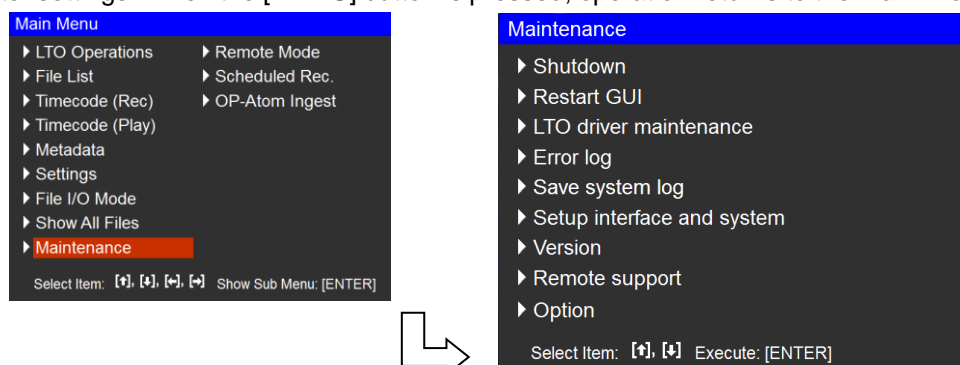 Main Menu
LTO Operations
File List
Timecode (Rec)
Timecode (Play)
Metadata
Settings
File I/O Mode
Show All Files
Maintenance
Remote Mode
Scheduled Rec.
OP-Atom Ingest
Select Item: [↑], [↓], [←], [→] Show Sub Menu: [ENTER]
Maintenance
Shutdown
Restart GUI
LTO driver maintenance
Error log
Save system log
Setup interface and system
Version
Remote support
Option
Select Item: [↑], [↓] Execute: [ENTER]